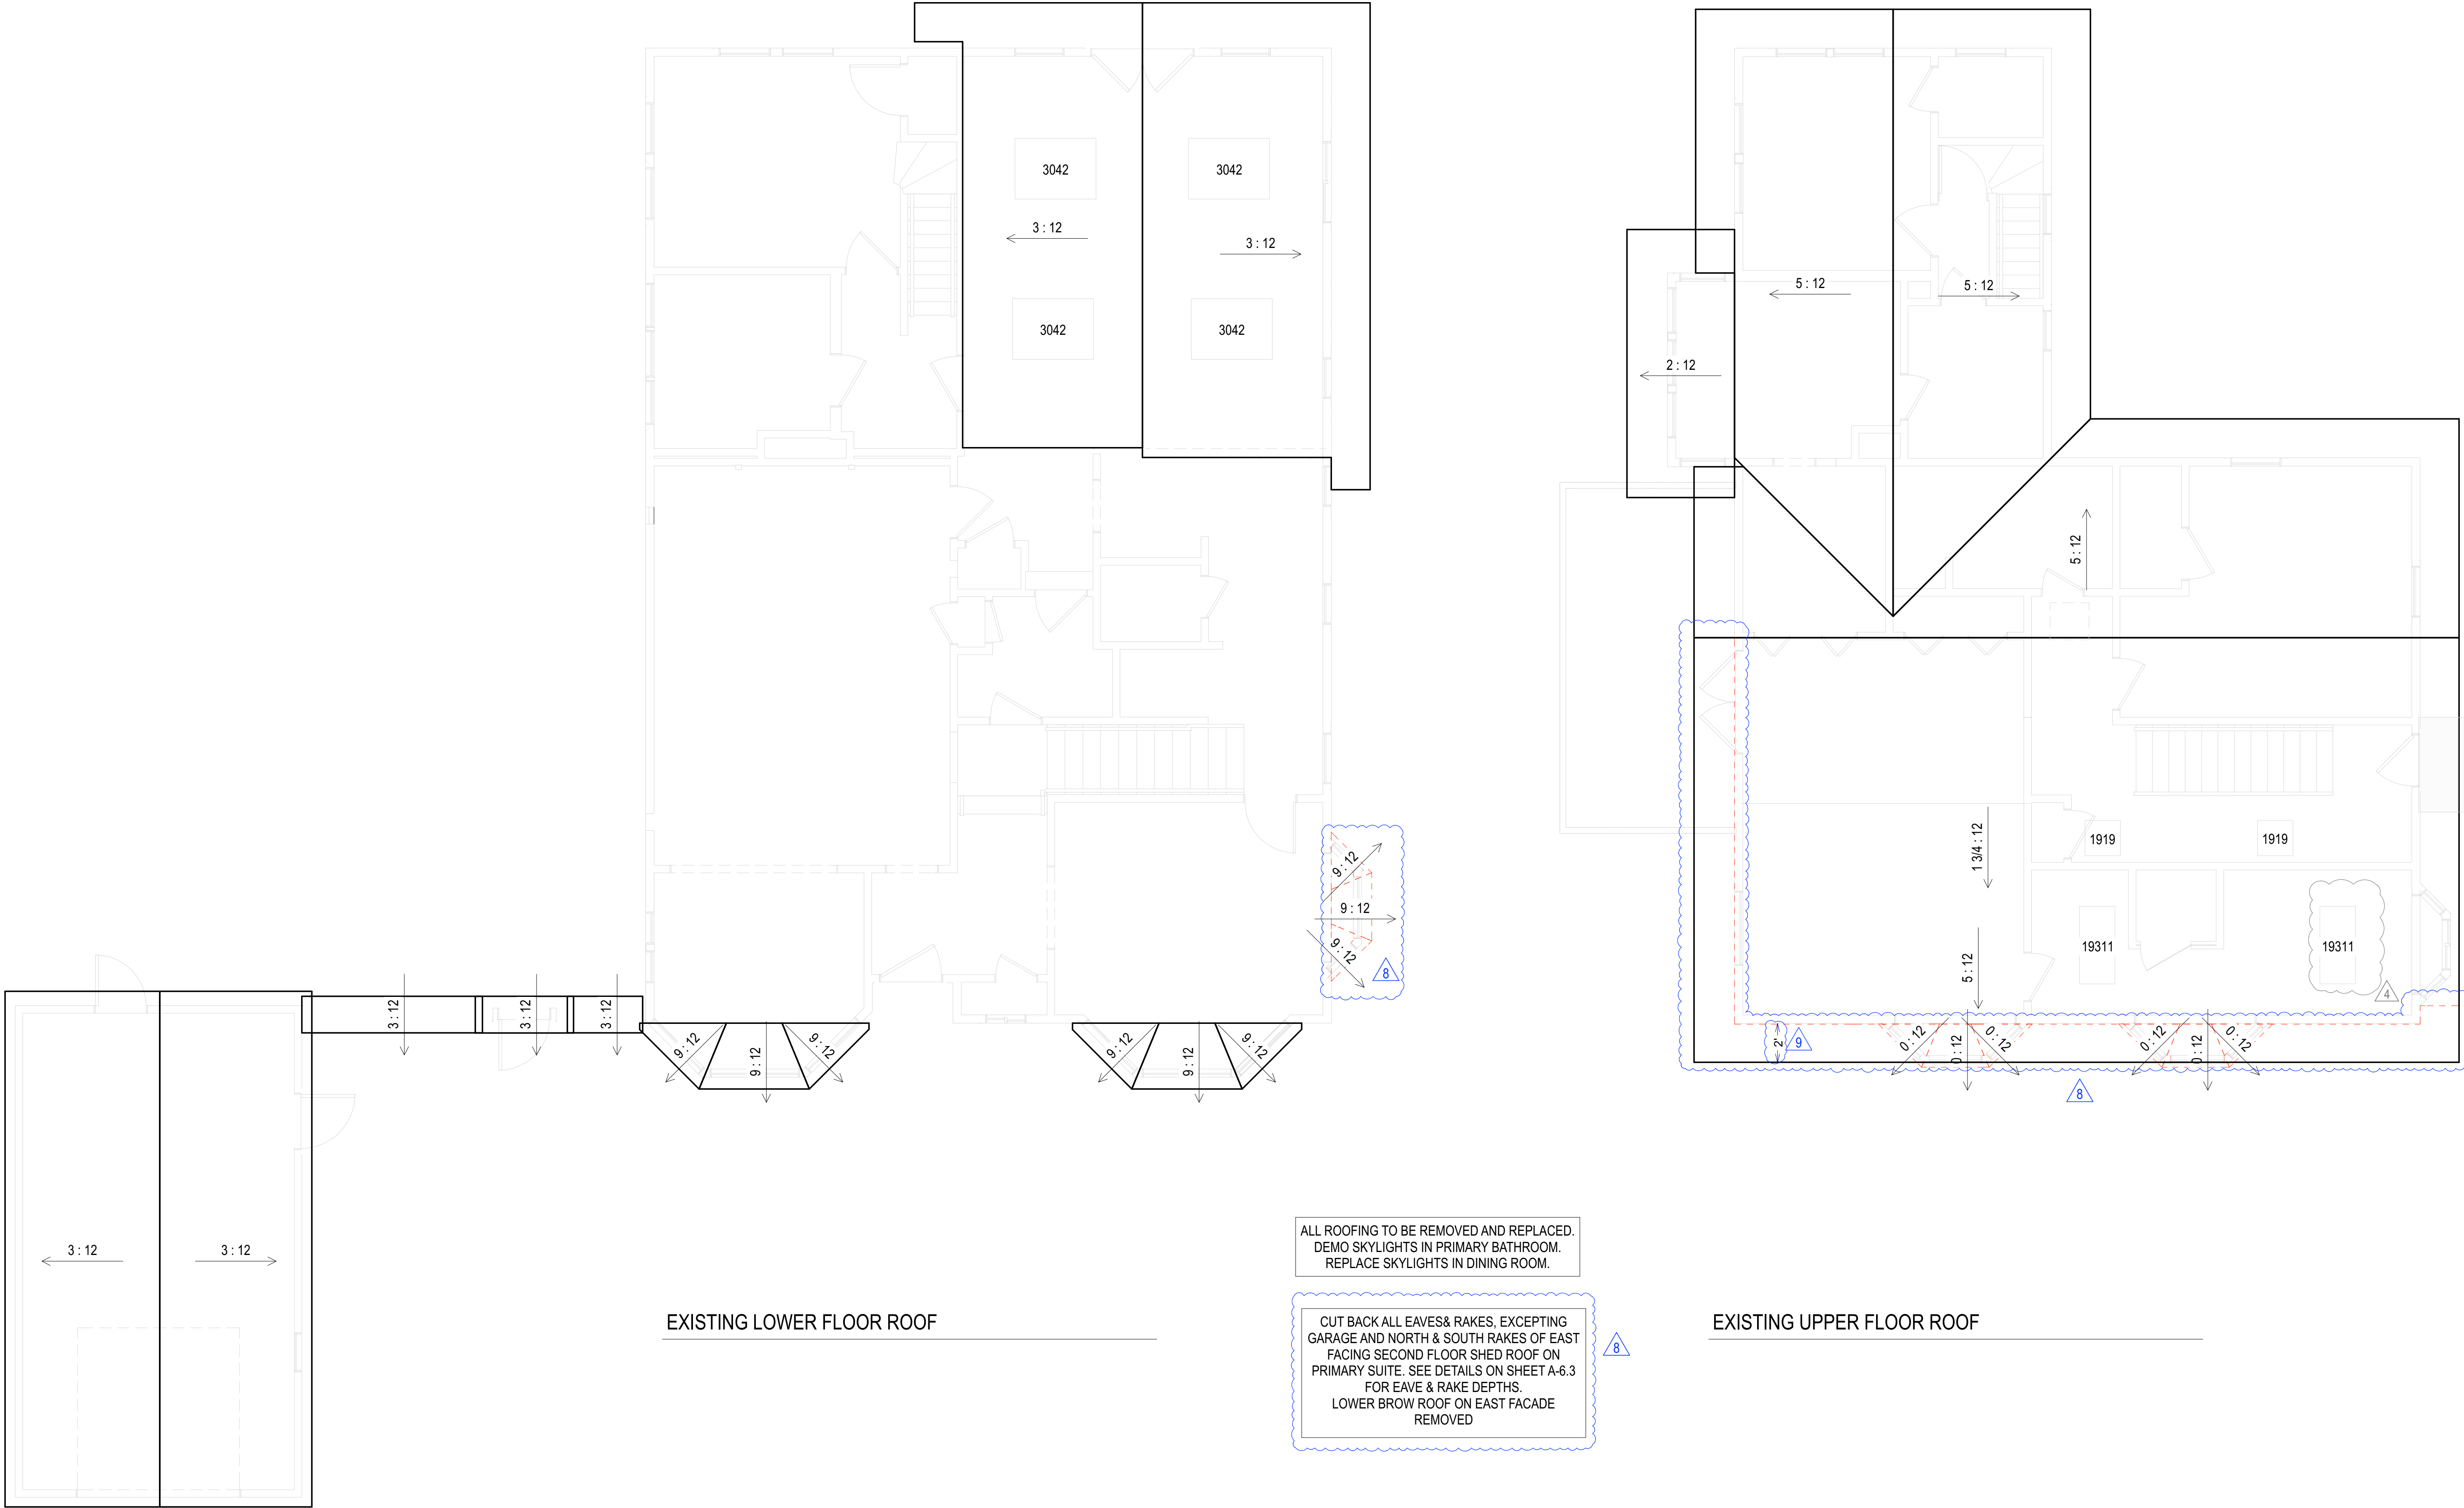 3042
3042
3 : 12
3 : 12
3042
3042
9 : 12
9 : 12
9 : 12
8
3 : 12
3 : 12
3 : 12
9 : 12
9 : 12
9 : 12
9 : 12
9 : 12
9 : 12
3 : 12
3 : 12
EXISTING LOWER FLOOR ROOF
ALL ROOFING TO BE REMOVED AND REPLACED.
DEMO SKYLIGHTS IN PRIMARY BATHROOM.
REPLACE SKYLIGHTS IN DINING ROOM.
CUT BACK ALL EAVES& RAKES, EXCEPTING
GARAGE AND NORTH & SOUTH RAKES OF EAST
FACING SECOND FLOOR SHED ROOF ON
PRIMARY SUITE. SEE DETAILS ON SHEET A-6.3
FOR EAVE & RAKE DEPTHS.
LOWER BROW ROOF ON EAST FACADE
REMOVED
8
5 : 12
5 : 12
2 : 12
5 : 12
1 3/4 : 12
1919
1919
5 : 12
19311
19311
4
2'
9
0 : 12
0 : 12
0 : 12
0 : 12
0 : 12
0 : 12
8
EXISTING UPPER FLOOR ROOF